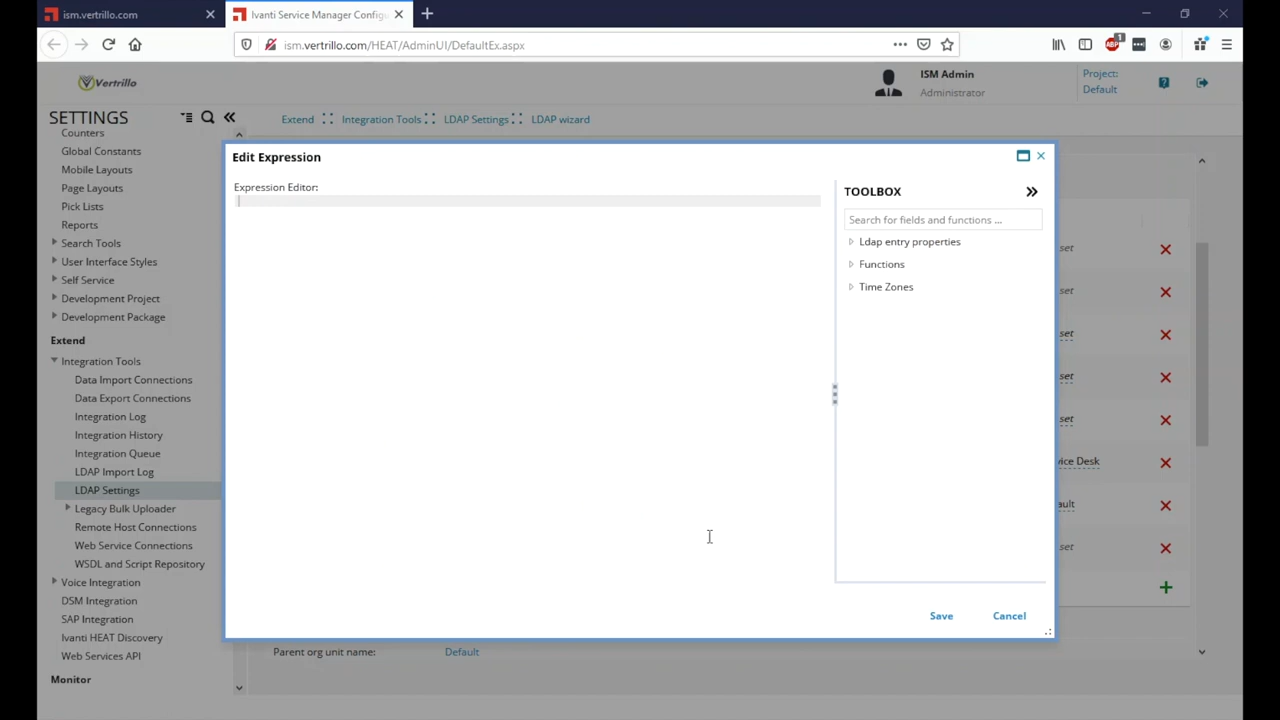 ism.vertrillo.com
Ivanti Service Manager Configu
ism.vertrillo.com/HEAT/AdminUI/DefaultEx.aspx
ABP
1
Vertrillo
ISM Admin
Administrator
Project:
Default
SETTINGS
Extend
Integration Tools
LDAP Settings
LDAP wizard
Counters
Global Constants
Mobile Layouts
Page Layouts
Pick Lists
Reports
Search Tools
User Interface Styles
Self Service
Development Project
Development Package
Extend
Integration Tools
Data Import Connections
Data Export Connections
Integration Log
Integration History
Integration Queue
LDAP Import Log
LDAP Settings
Legacy Bulk Uploader
Remote Host Connections
Web Service Connections
WSDL and Script Repository
Voice Integration
DSM Integration
SAP Integration
Ivanti HEAT Discovery
Web Services API
Monitor
Edit Expression
Expression Editor:
TOOLBOX
Search for fields and functions ...
Ldap entry properties
Functions
Time Zones
Save
Cancel
set
set
set
set
set
vice Desk
ault
set
Parent org unit name:
Default